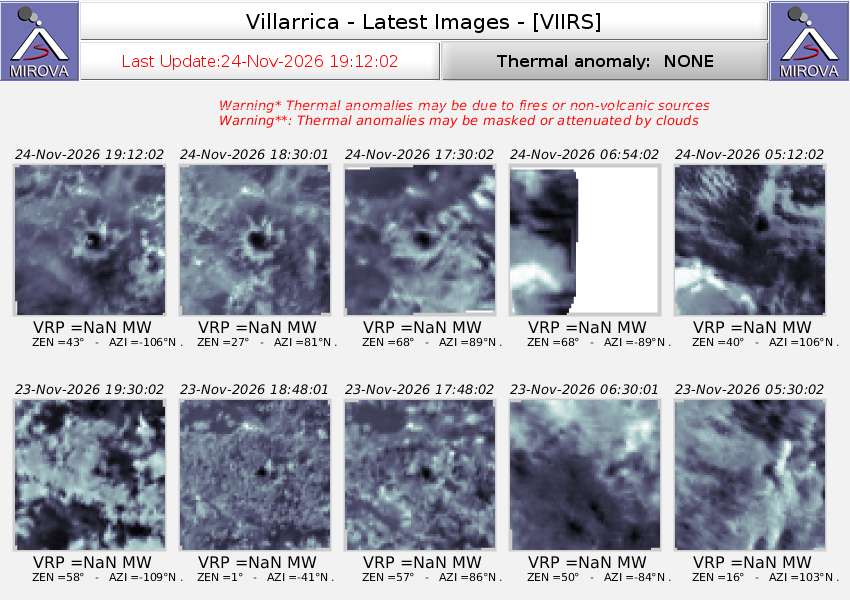 Villarrica - Latest Images - [VIIRS]
MIROVA
MIROVA
Last Update:24-Nov-2026 19:12:02
Thermal anomaly: NONE
Warning* Thermal anomalies may be due to fires or non-volcanic sources
Warning**: Thermal anomalies may be masked or attenuated by clouds
24-Nov-2026 19:12:02 24-Nov-2026 18:30:01 24-Nov-2026 17:30:02 24-Nov-2026 06:54:02 24-Nov-2026 05:12:02
VRP =NaN MW VRP =NaN MW VRP =NaN MW VRP =NaN MW VRP =NaN MW
ZEN =43° - AZI =-106°N . ZEN =27° - AZI =81°N . ZEN =68° - AZI =89°N . ZEN =68° - AZI =-89°N . ZEN =40° - AZI =106°N .
23-Nov-2026 19:30:02 23-Nov-2026 18:48:01 23-Nov-2026 17:48:02 23-Nov-2026 06:30:01 23-Nov-2026 05:30:02
VRP =NaN MW VRP =NaN MW VRP =NaN MW VRP =NaN MW VRP =NaN MW
ZEN =58° - AZI =-109°N . ZEN =1° - AZI =-41°N . ZEN =57° - AZI =86°N . ZEN =50° - AZI =-84°N . ZEN =16° - AZI =103°N .